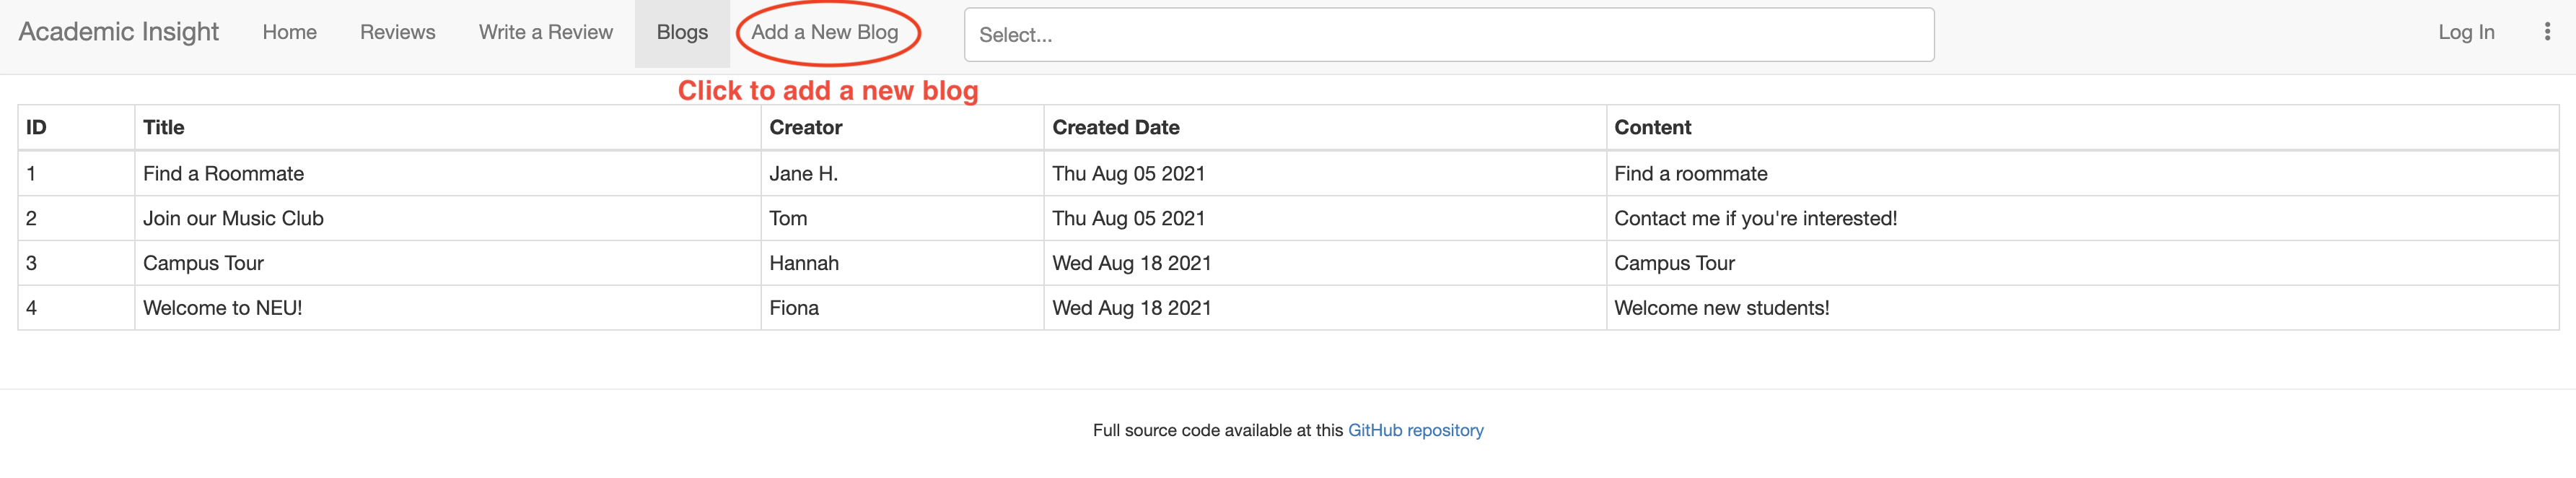 Academic Insight Home Reviews Write a Review Blogs Add a New Blog Select... Log In
Click to add a new blog
ID Title Creator Created Date Content
1 Find a Roommate Jane H. Thu Aug 05 2021 Find a roommate
2 Join our Music Club Tom Thu Aug 05 2021 Contact me if you're interested!
3 Campus Tour Hannah Wed Aug 18 2021 Campus Tour
4 Welcome to NEU! Fiona Wed Aug 18 2021 Welcome new students!
Full source code available at this GitHub repository